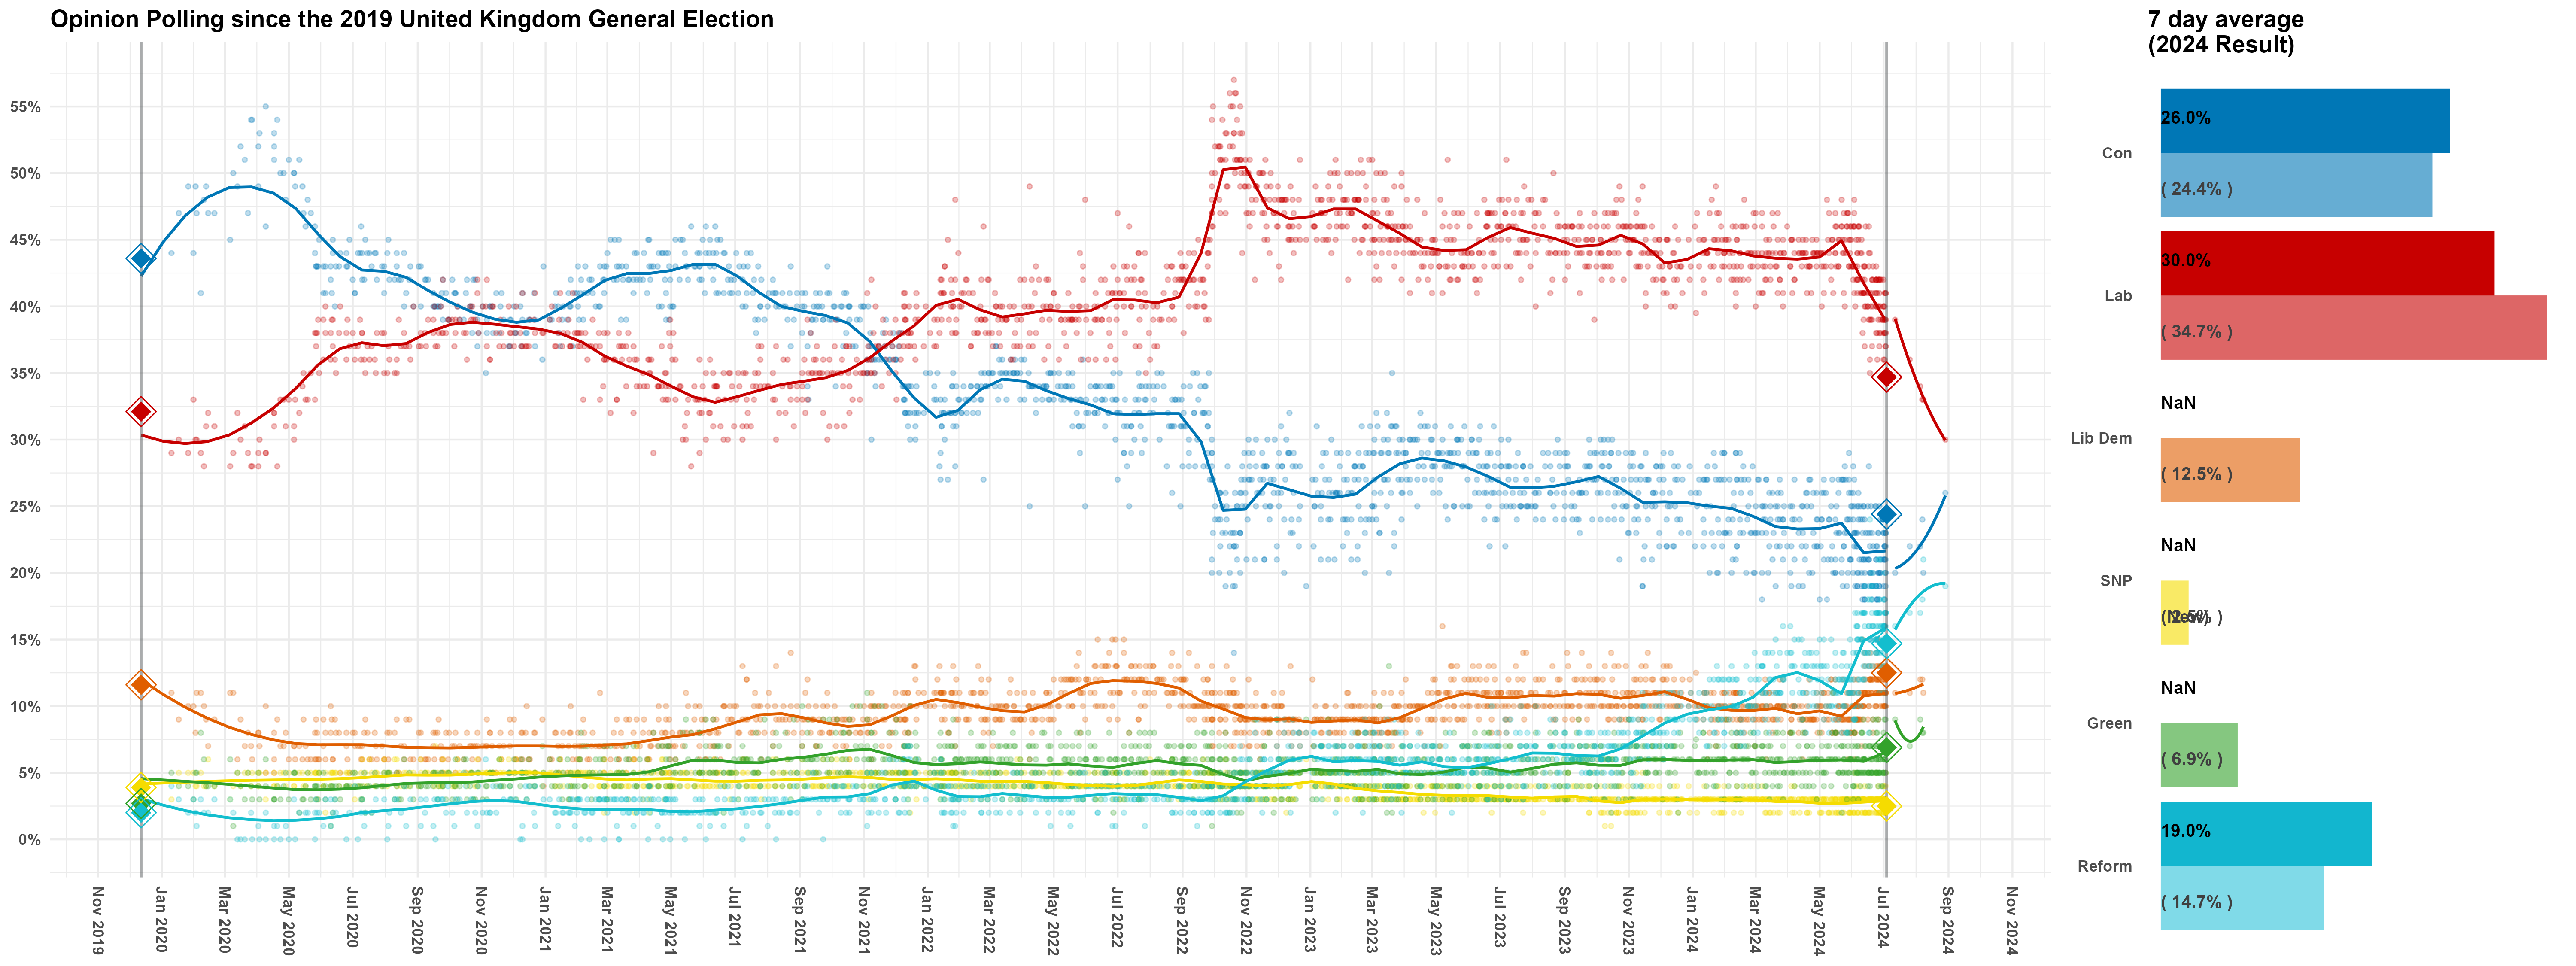 Opinion Polling since the 2019 United Kingdom General Election
55%
50%
45%
40%
35%
30%
25%
20%
15%
10%
5%
0%
Nov 2019
Jan 2020
Mar 2020
May 2020
Jul 2020
Sep 2020
Nov 2020
Jan 2021
Mar 2021
May 2021
Jul 2021
Sep 2021
Nov 2021
Jan 2022
Mar 2022
May 2022
Jul 2022
Sep 2022
Nov 2022
Jan 2023
Mar 2023
May 2023
Jul 2023
Sep 2023
Nov 2023
Jan 2024
Mar 2024
May 2024
Jul 2024
Sep 2024
Nov 2024
7 day average
(2024 Result)
26.0%
Con
( 24.4% )
30.0%
Lab
( 34.7% )
NaN
Lib Dem
( 12.5% )
NaN
SNP
( 2.5% )
(New)
NaN
Green
( 6.9% )
19.0%
Reform
( 14.7% )